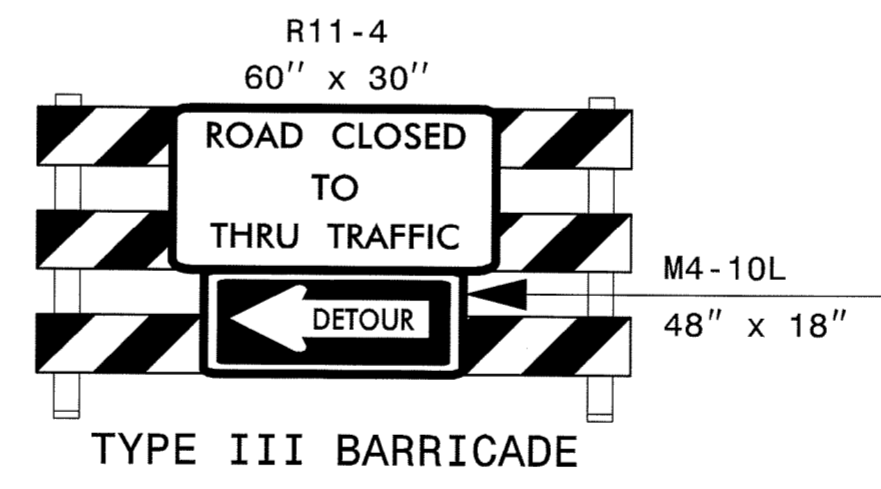 R11-4
60" x 30"
ROAD CLOSED
TO
THRU TRAFFIC
DETOUR
M4-10L
48" x 18"
TYPE III BARRICADE